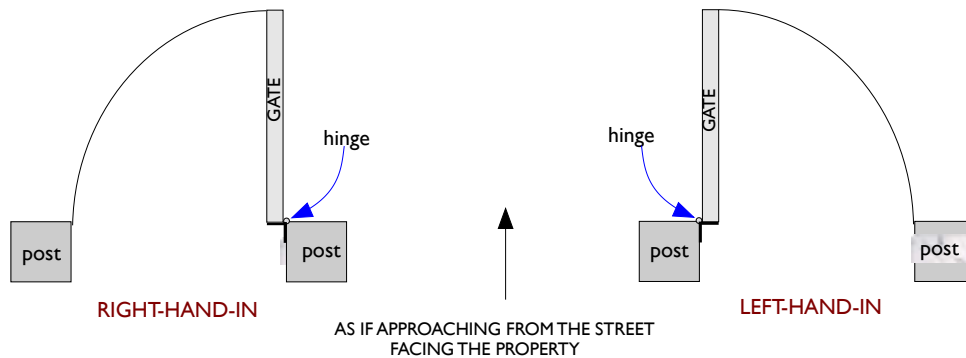 GATE
hinge
post
post
RIGHT-HAND-IN
AS IF APPROACHING FROM THE STREET
FACING THE PROPERTY
GATE
hinge
post
post
LEFT-HAND-IN